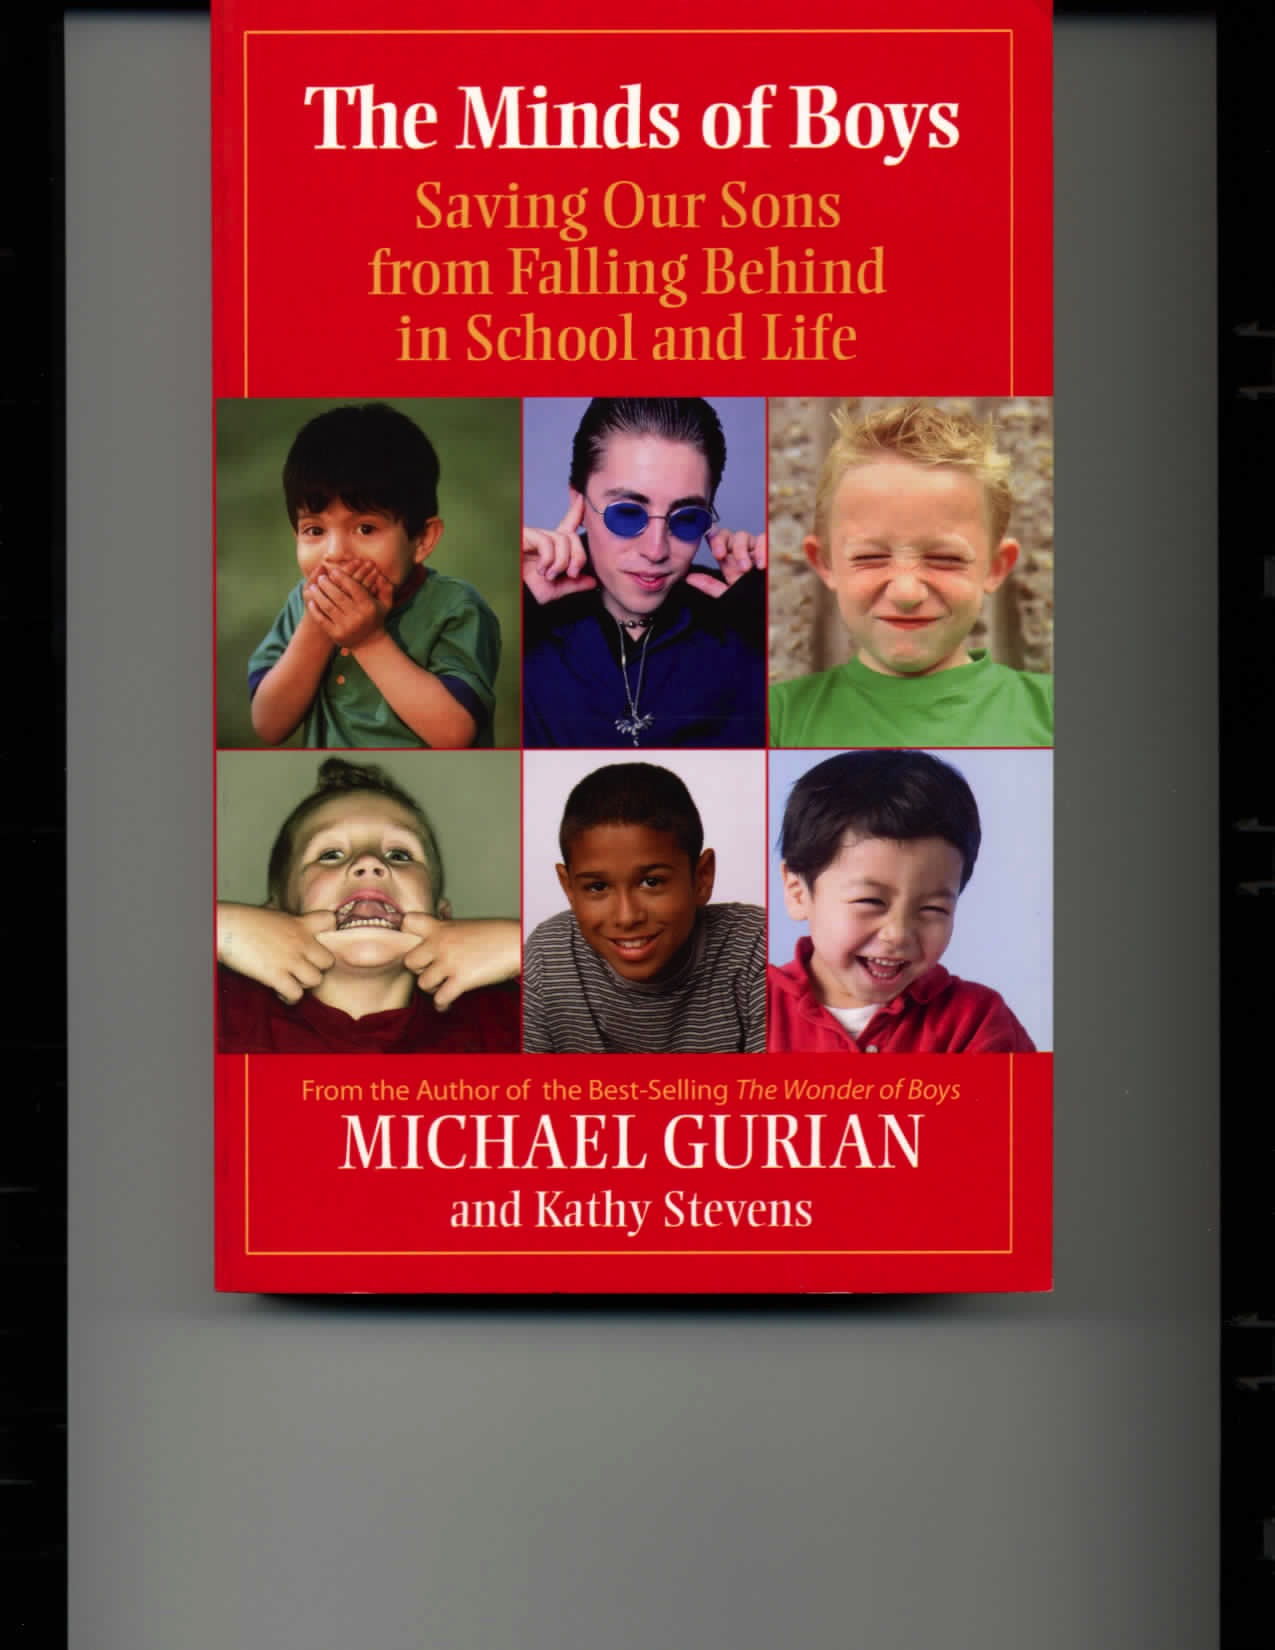 The Minds of Boys
Saving Our Sons
from Falling Behind
in School and Life
From the Author of the Best-Selling The Wonder of Boys
MICHAEL GURIAN
and Kathy Stevens